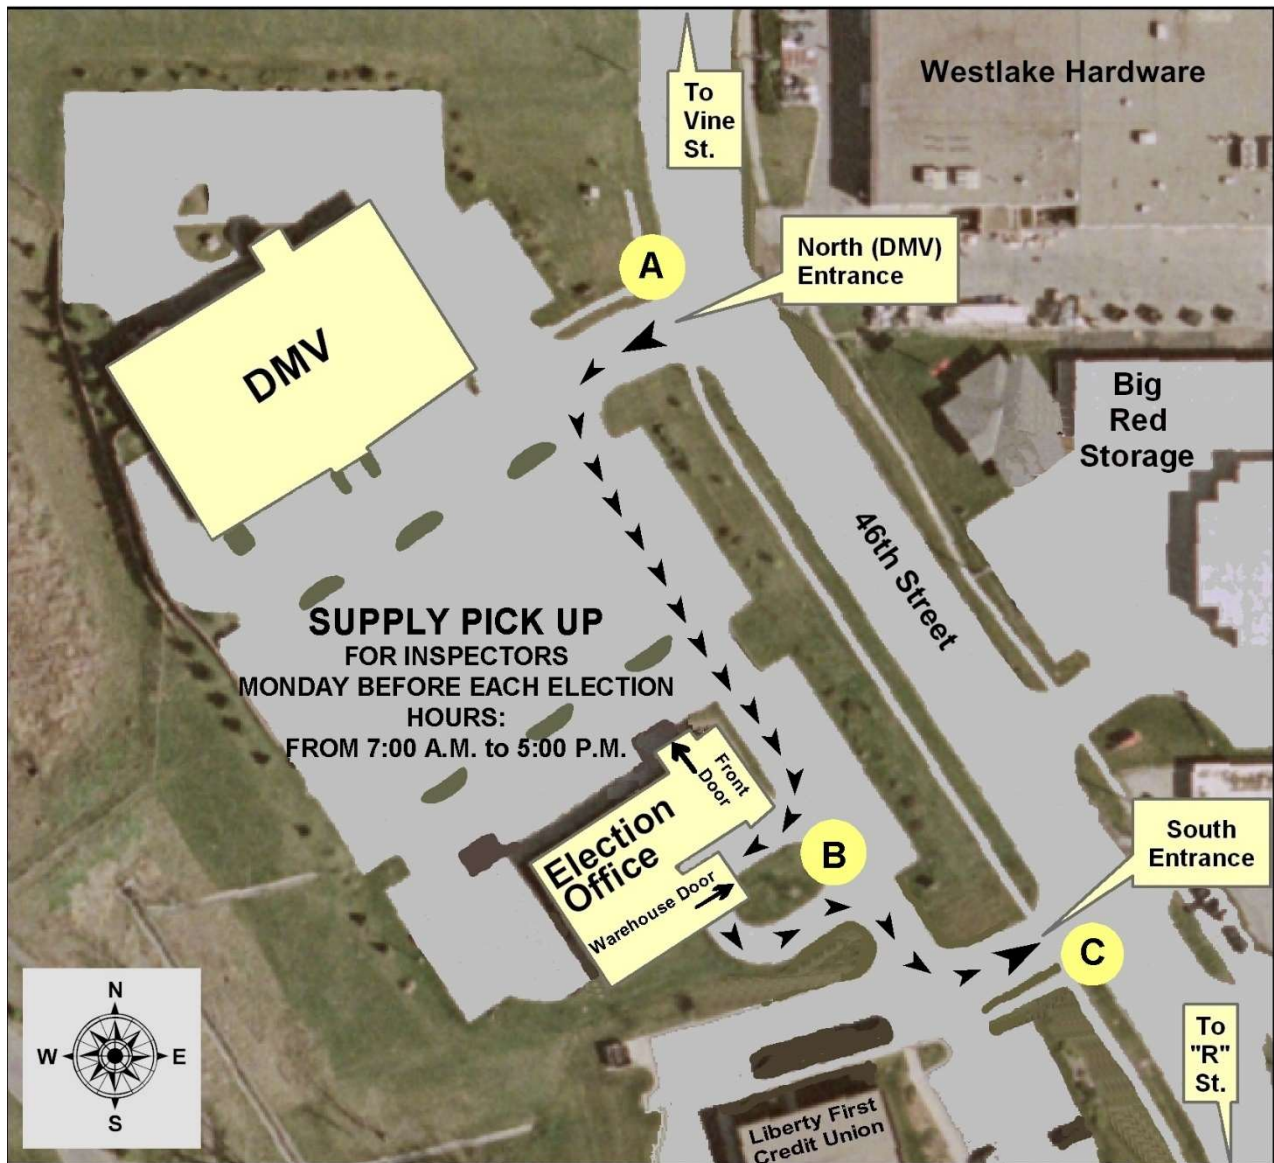 Westlake Hardware
To
Vine
St.
North (DMV)
Entrance
A
DMV
Big
Red
Storage
46th Street
SUPPLY PICK UP
FOR INSPECTORS
MONDAY BEFORE EACH ELECTION
HOURS:
FROM 7:00 A.M. to 5:00 P.M.
Front
Door
Election
Office
Warehouse Door
B
South
Entrance
C
N
W E
S
To
"R"
St.
Liberty First
Credit Union